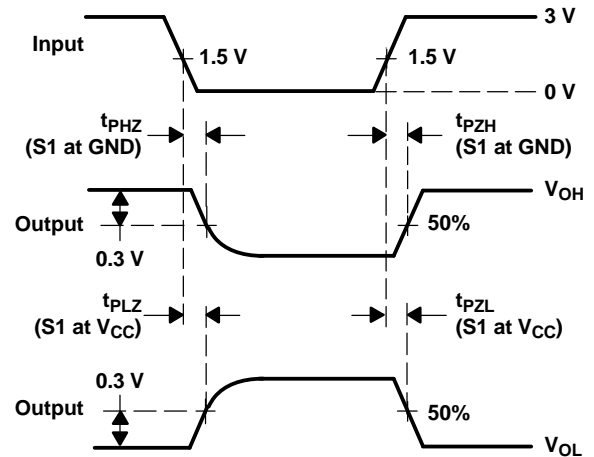 3 V
Input
1.5 V
1.5 V
0 V
tPHZ
(S1 at GND)
tPZH
(S1 at GND)
VOH
Output
50%
0.3 V
tPLZ
(S1 at VCC)
tPZL
(S1 at VCC)
0.3 V
Output
50%
VOL